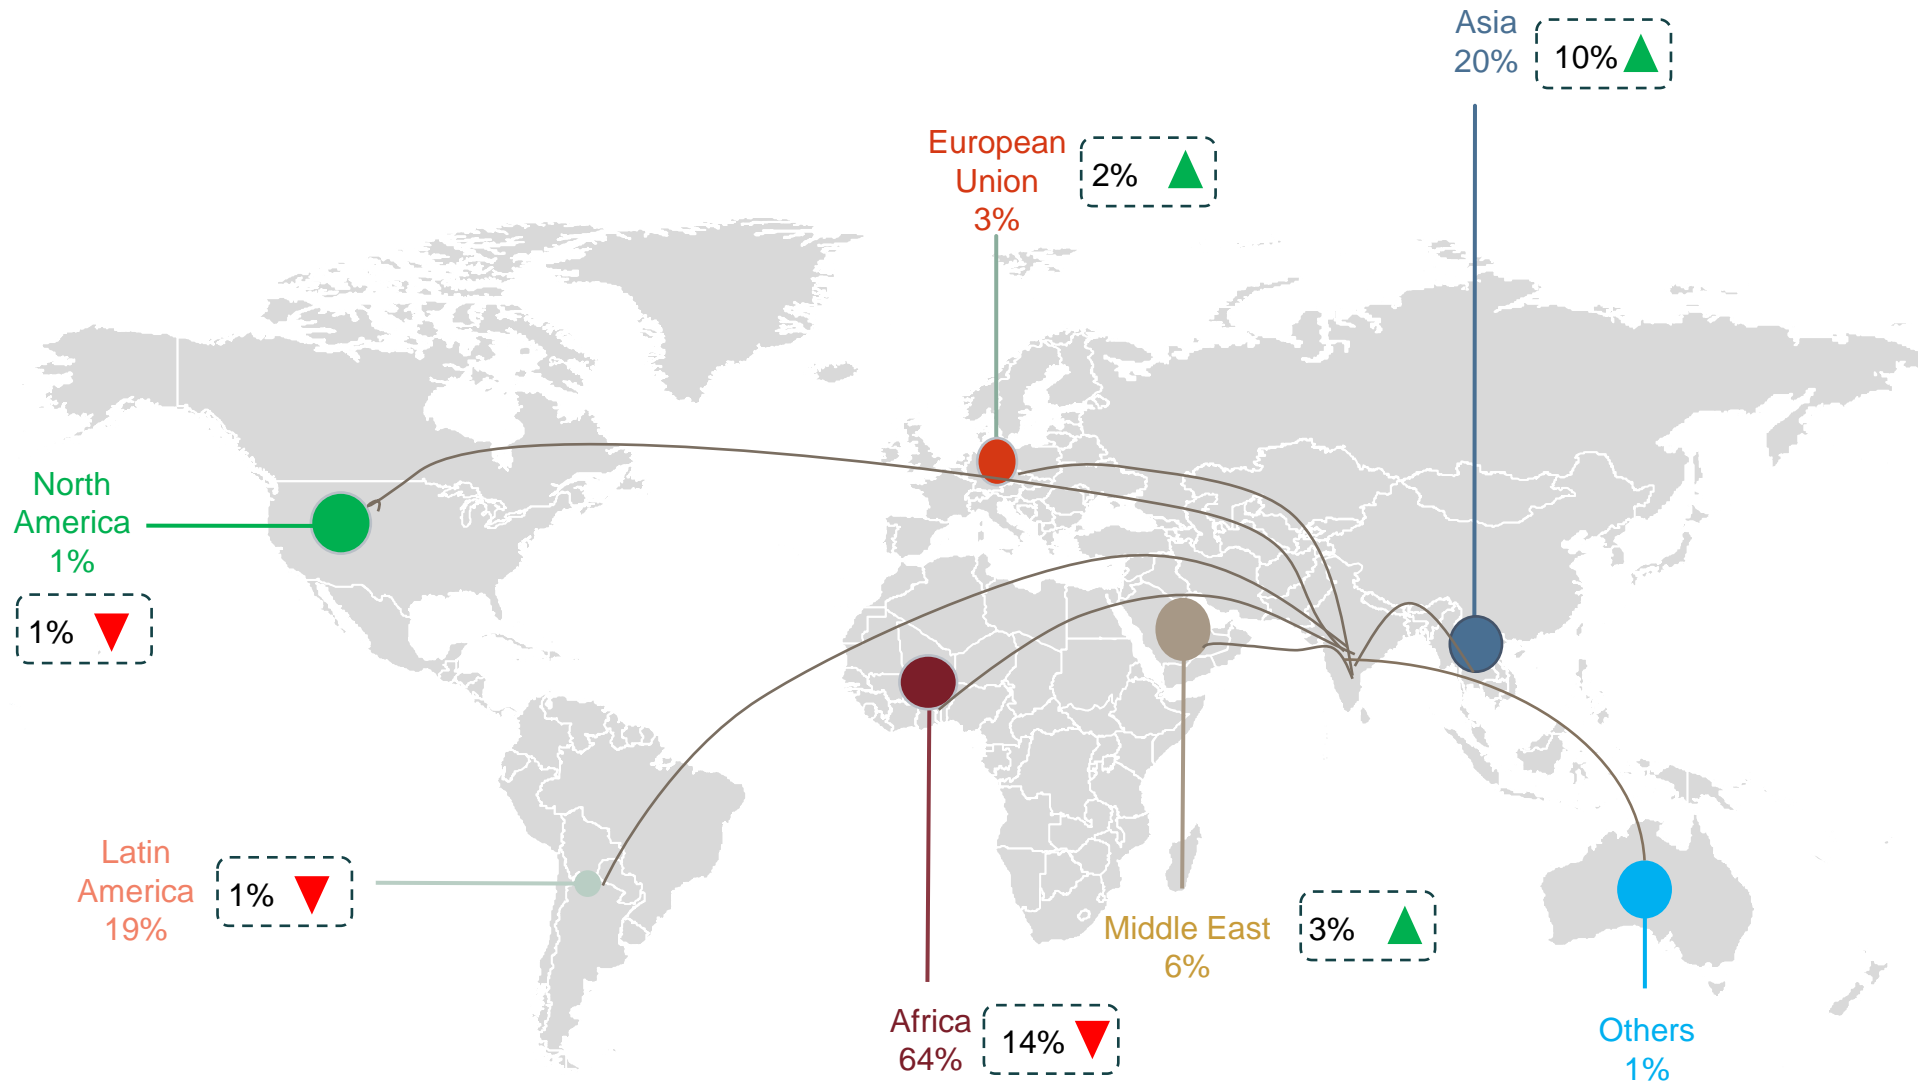 Asia
20%
10%
European
Union
3%
2%
North
America
1%
1%
Latin
America
19%
1%
Middle East
6%
3%
Africa
64%
14%
Others
1%